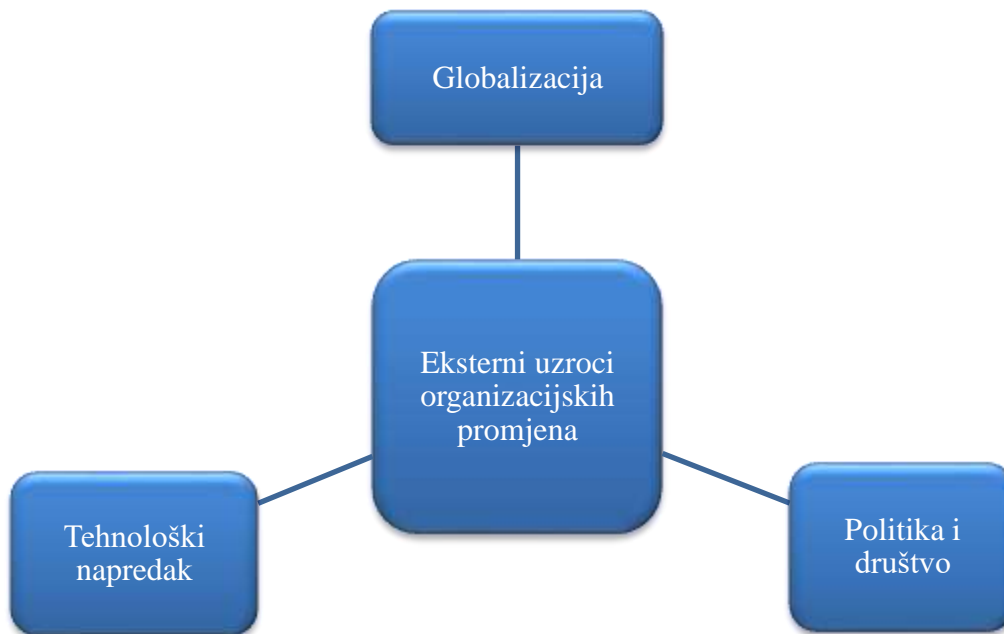 Globalizacija
Eksterni uzroci
organizacijskih
promjena
Tehnološki
napredak
Politika i
društvo